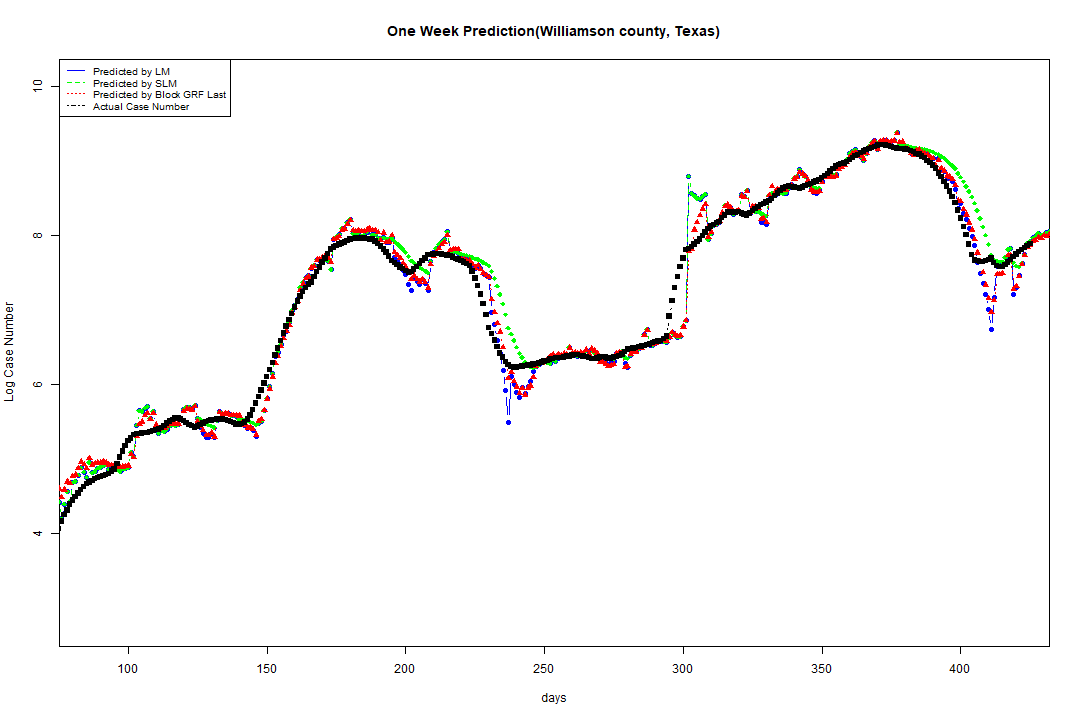 One Week Prediction(Williamson county, Texas)
Predicted by LM
Predicted by SLM
Predicted by Block GRF Last
Actual Case Number
10
8
6
4
Log Case Number
100 150 200 250 300 350 400
days